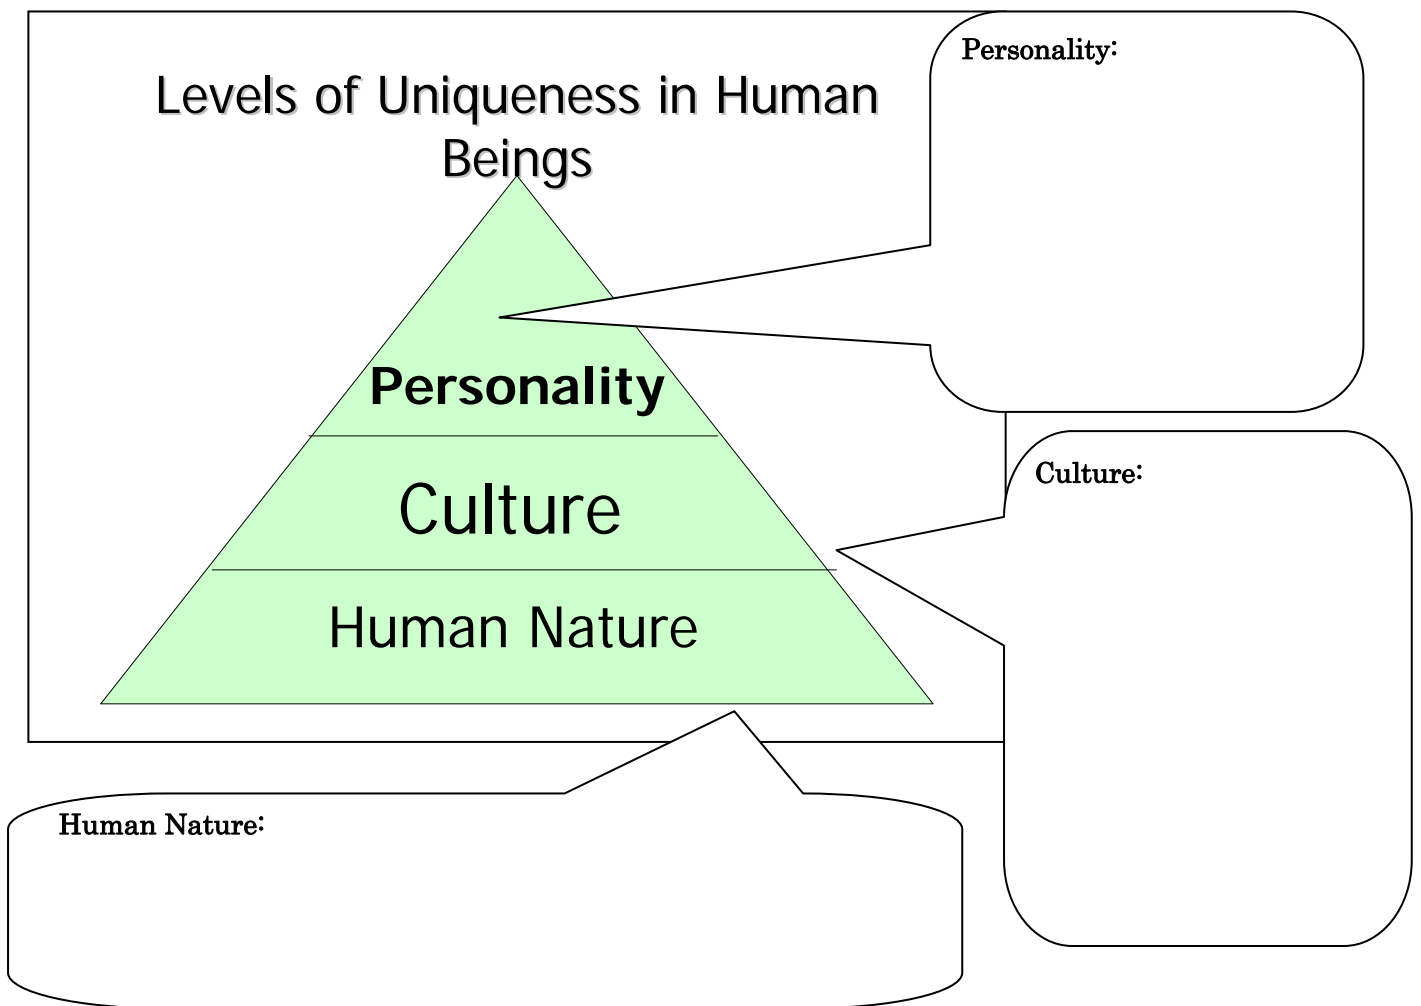 Levels of Uniqueness in Human
Beings
Personality:
Personality
Culture
Culture:
Human Nature
Human Nature: